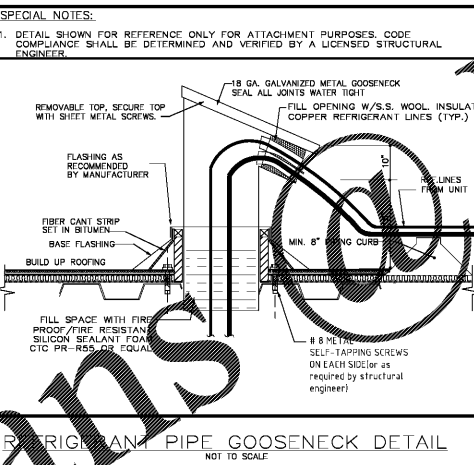 SPECIAL NOTES:
1. DETAIL SHOWN FOR REFERENCE ONLY FOR ATTACHMENT PURPOSES. CODE
COMPLIANCE SHALL BE DETERMINED AND VERIFIED BY A LICENSED STRUCTURAL
ENGINEER.
18 GA. GALVANIZED METAL GOOSENECK
SEAL ALL JOINTS WATER TIGHT
REMOVABLE TOP, SECURE TOP
WITH SHEET METAL SCREWS.
FILL OPENING W/S.S. WOOL. INSULAT
COPPER REFRIGERANT LINES (TYP.)
FLASHING AS
RECOMMENDED
BY MANUFACTURER
10"
REF.LINES
FROM UNIT
FIBER CANT STRIP
SET IN BITUMEN
BASE FLASHING
MIN. 8" PIPING CURB
BUILD UP ROOFING
FILL SPACE WITH FIRE
PROOF/FIRE RESISTANT
SILICON SEALANT FOAM
CTC PR-R55 OR EQUAL
# 8 METAL
SELF-TAPPING SCREWS
ON EACH SIDE(or as
required by structural
engineer)
REFRIGERANT PIPE GOOSENECK DETAIL
NOT TO SCALE
ans @